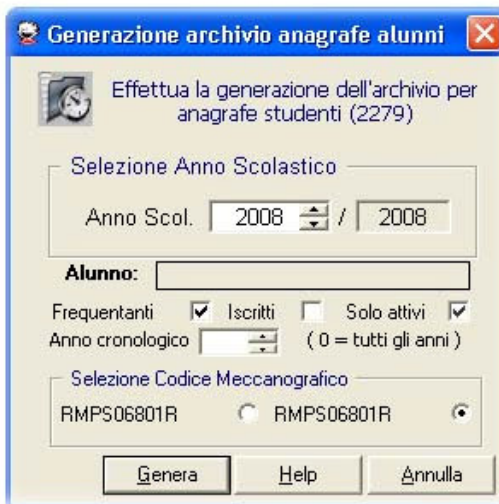 Generazione archivio anagrafe alunni
Effettua la generazione dell'archivio per
anagrafe studenti (2279)
Selezione Anno Scolastico
Anno Scol. 2008 / 2008
Alunno:
Frequentanti Iscritti Solo attivi
Anno cronologico ( 0 = tutti gli anni )
Selezione Codice Meccanografico
RMPS06801R RMPS06801R
Genera Help Annulla